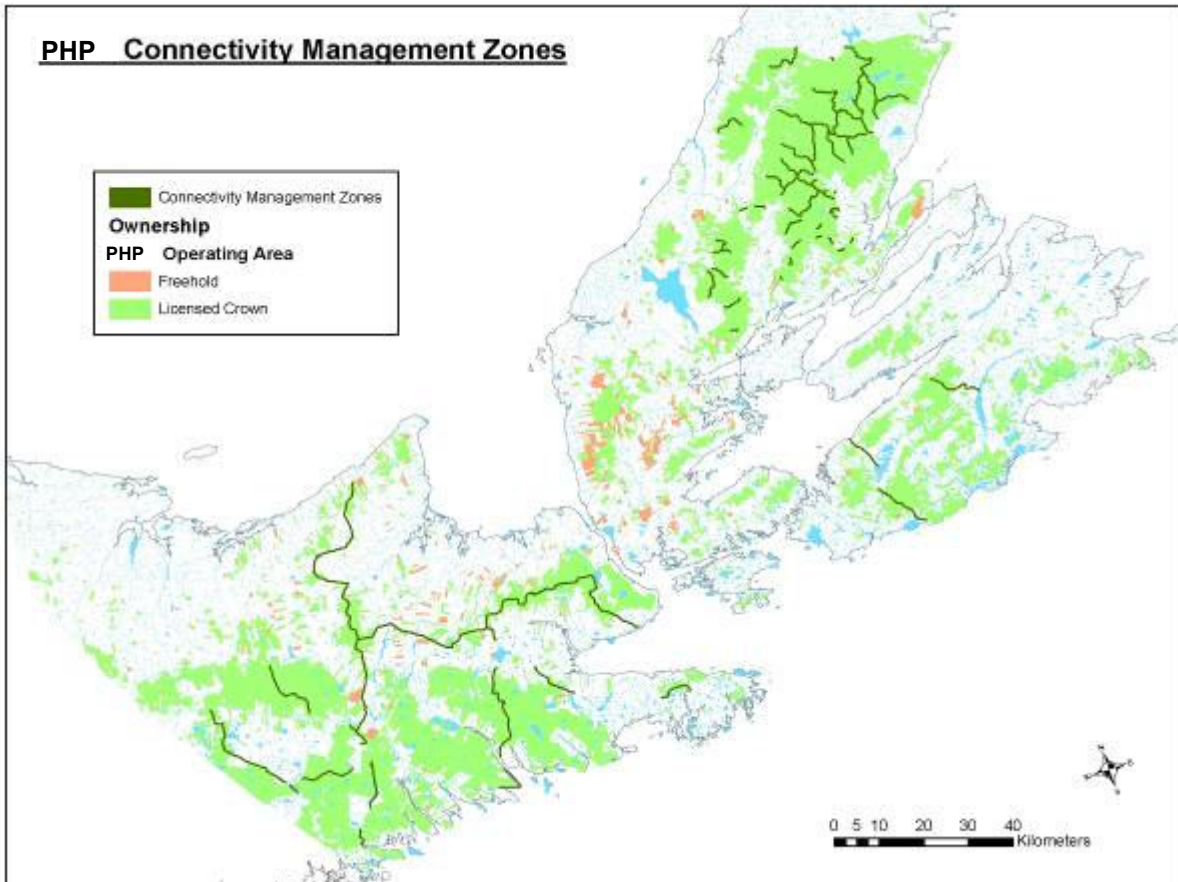 PHP Connectivity Management Zones
Connectivity Management Zones
Ownership
PHP Operating Area
Freehold
Licensed Crown
0 5 10 20 30 40
Kilometers